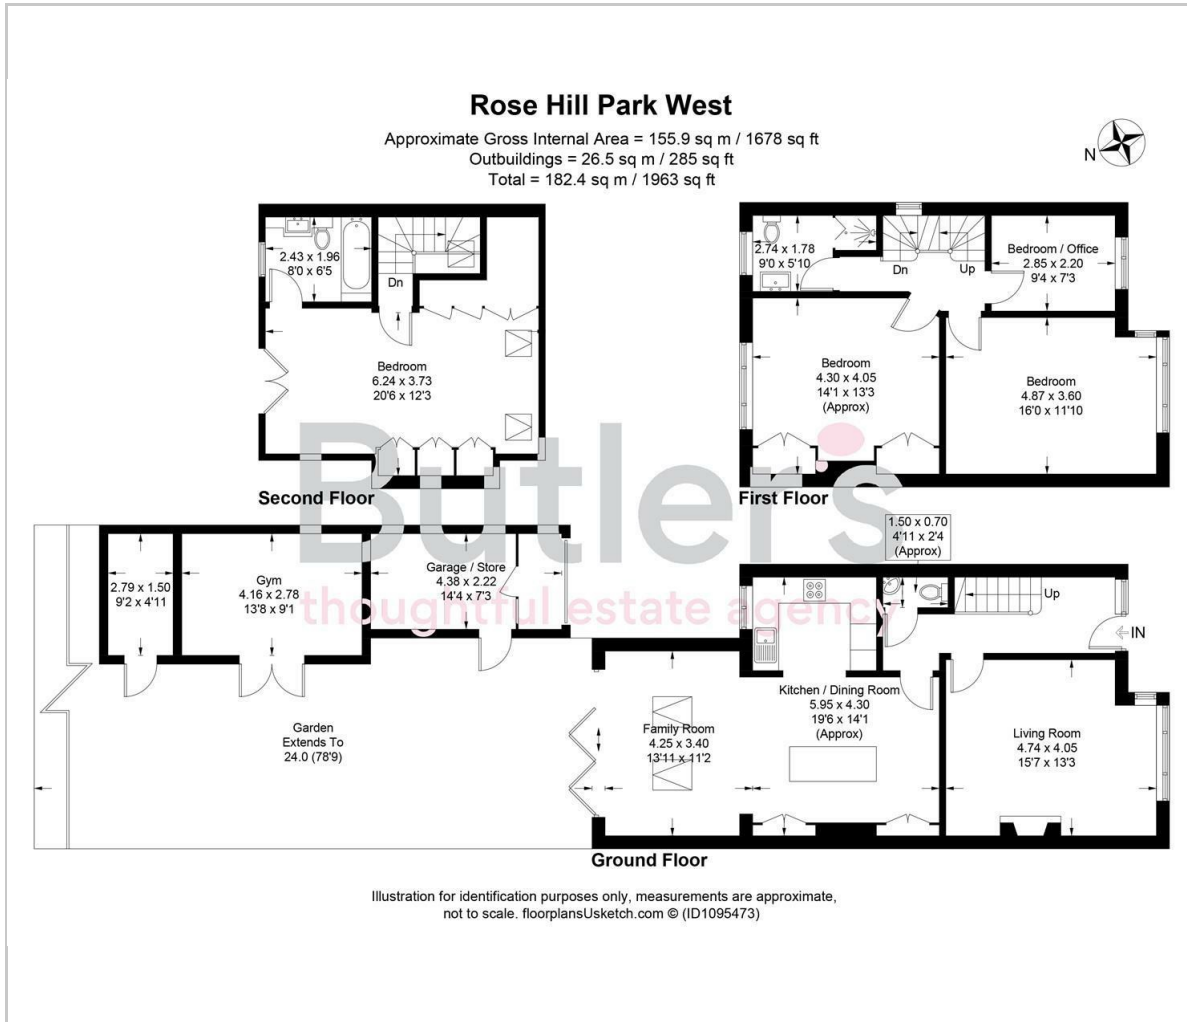 Rose Hill Park West
Approximate Gross Internal Area = 155.9 sq m / 1678 sq ft
Outbuildings = 26.5 sq m / 285 sq ft
Total = 182.4 sq m / 1963 sq ft
N
2.43 x 1.96
8'0 x 6'5
Dn
Bedroom
6.24 x 3.73
20'6 x 12'3
Second Floor
2.74 x 1.78
9'0 x 5'10
Dn
Up
Bedroom / Office
2.85 x 2.20
9'4 x 7'3
Bedroom
4.30 x 4.05
14'1 x 13'3
(Approx)
Bedroom
4.87 x 3.60
16'0 x 11'10
First Floor
Butlers
thoughtful estate agency
1.50 x 0.70
4'11 x 2'4
(Approx)
2.79 x 1.50
9'2 x 4'11
Gym
4.16 x 2.78
13'8 x 9'1
Garage / Store
4.38 x 2.22
14'4 x 7'3
Up
IN
Garden
Extends To
24.0 (78'9)
Family Room
4.25 x 3.40
13'11 x 11'2
Kitchen / Dining Room
5.95 x 4.30
19'6 x 14'1
(Approx)
Living Room
4.74 x 4.05
15'7 x 13'3
Ground Floor
Illustration for identification purposes only, measurements are approximate,
not to scale. floorplansUsketch.com © (ID1095473)